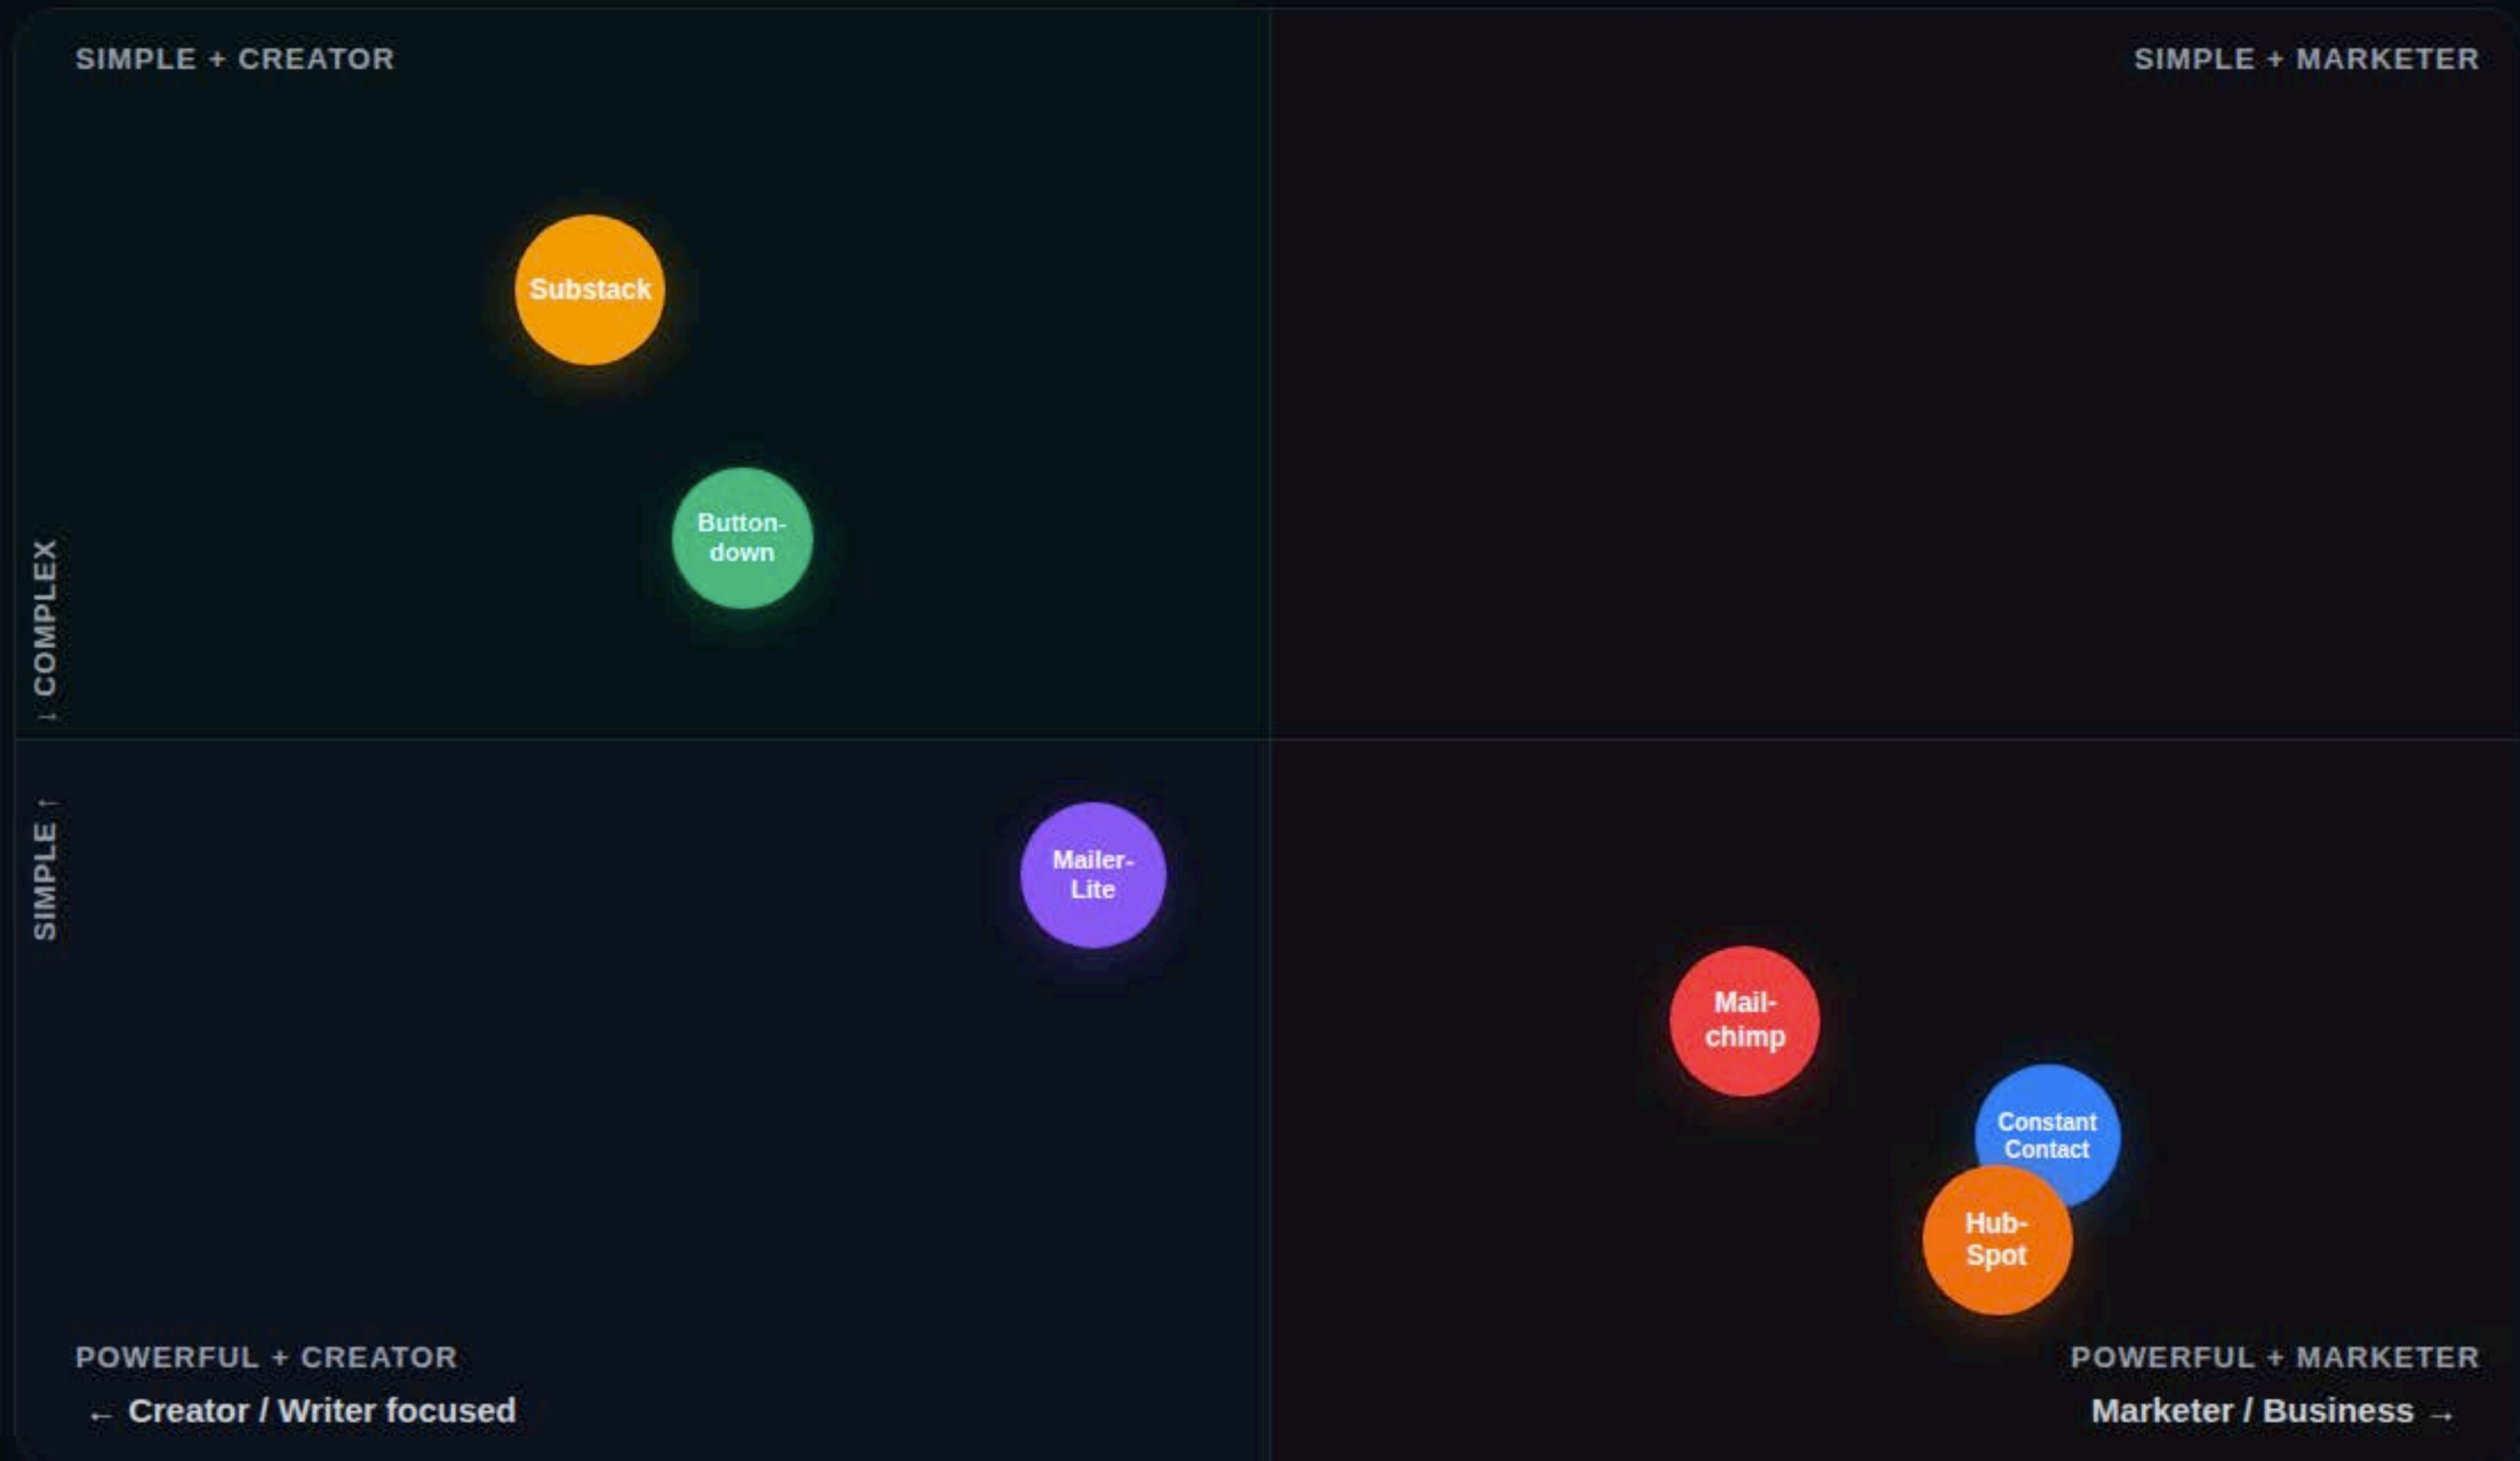 SIMPLE + CREATOR
SIMPLE + MARKETER
Substack
Button-
down
↓ COMPLEX
SIMPLE ↑
Mailer-
Lite
Mail-
chimp
Constant
Contact
Hub-
Spot
POWERFUL + CREATOR
POWERFUL + MARKETER
← Creator / Writer focused
Marketer / Business →